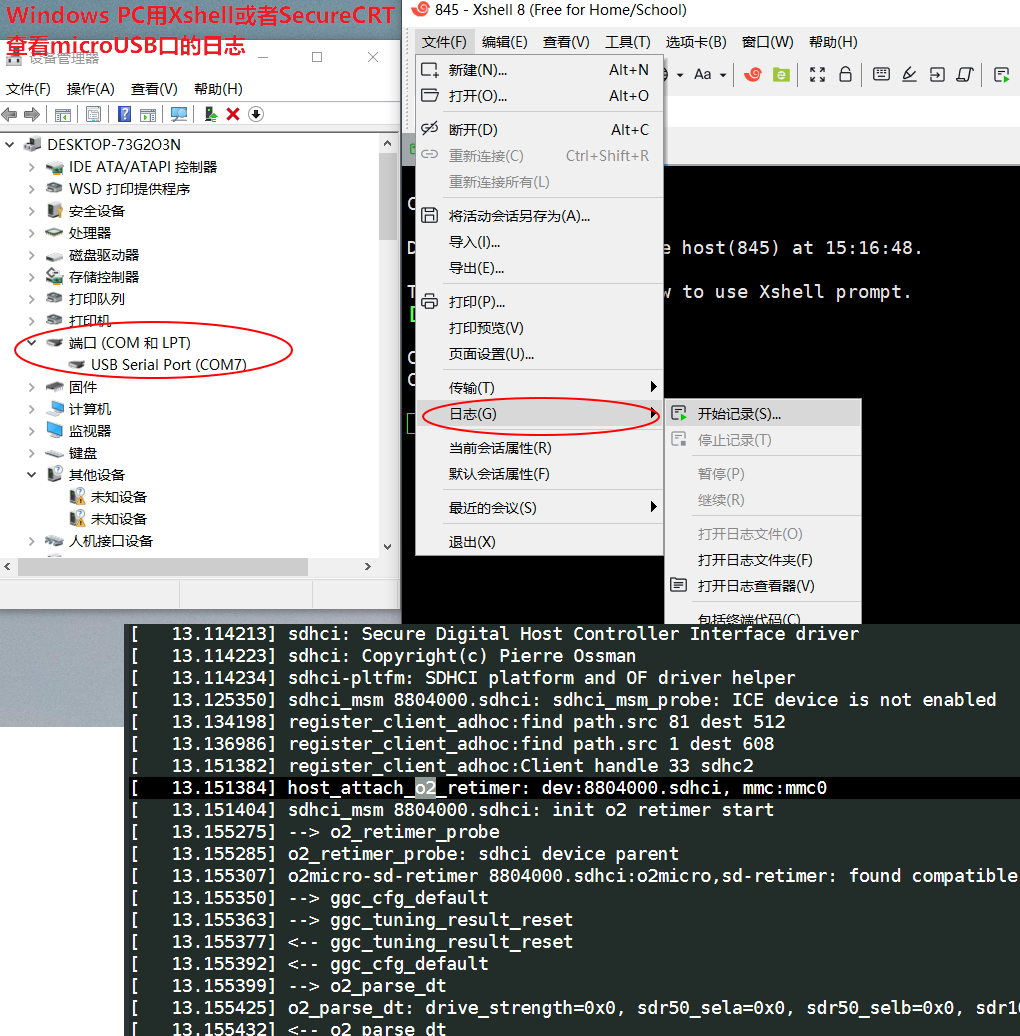 Windows PC用Xshell或者SecureCRT
查看microUSB口的日志
设备管理器
文件(F) 操作(A) 查看(V) 帮助(H)
DESKTOP-73G2O3N
IDE ATA/ATAPI 控制器
WSD 打印提供程序
安全设备
处理器
磁盘驱动器
存储控制器
打印队列
打印机
端口 (COM 和 LPT)
USB Serial Port (COM7)
固件
计算机
监视器
键盘
其他设备
未知设备
未知设备
人机接口设备
845 - Xshell 8 (Free for Home/School)
文件(F) 编辑(E) 查看(V) 工具(T) 选项卡(B) 窗口(W) 帮助(H)
Aa
新建(N)... Alt+N
打开(O)... Alt+O
断开(D) Alt+C
重新连接(C) Ctrl+Shift+R
重新连接所有(L)
将活动会话另存为(A)...
导入(I)...
导出(E)...
打印(P)...
打印预览(V)
页面设置(U)...
传输(T)
日志(G)
当前会话属性(R)
默认会话属性(F)
最近的会议(S)
退出(X)
开始记录(S)...
停止记录(T)
暂停(P)
继续(R)
打开日志文件(O)
打开日志文件夹(F)
打开日志查看器(V)
包括终端代码(C)
e host(845) at 15:16:48.
w to use Xshell prompt.
[ 13.114213] sdhci: Secure Digital Host Controller Interface driver
[ 13.114223] sdhci: Copyright(c) Pierre Ossman
[ 13.114234] sdhci-pltfm: SDHCI platform and OF driver helper
[ 13.125350] sdhci_msm 8804000.sdhci: sdhci_msm_probe: ICE device is not enabled
[ 13.134198] register_client_adhoc:find path.src 81 dest 512
[ 13.136986] register_client_adhoc:find path.src 1 dest 608
[ 13.151382] register_client_adhoc:Client handle 33 sdhc2
[ 13.151384] host_attach_o2_retimer: dev:8804000.sdhci, mmc:mmc0
[ 13.151404] sdhci_msm 8804000.sdhci: init o2 retimer start
[ 13.155275] --> o2_retimer_probe
[ 13.155285] o2_retimer_probe: sdhci device parent
[ 13.155307] o2micro-sd-retimer 8804000.sdhci:o2micro,sd-retimer: found compatible
[ 13.155350] --> ggc_cfg_default
[ 13.155363] --> ggc_tuning_result_reset
[ 13.155377] <-- ggc_tuning_result_reset
[ 13.155392] <-- ggc_cfg_default
[ 13.155399] --> o2_parse_dt
[ 13.155425] o2_parse_dt: drive_strength=0x0, sdr50_sela=0x0, sdr50_selb=0x0, sdr10
[ 13.155432] <-- o2_parse_dt